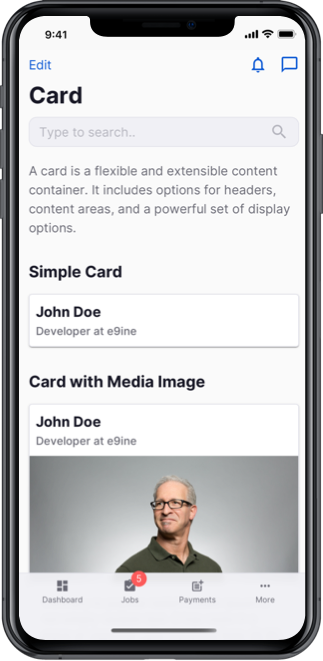 9:41
Edit
Card
Type to search..
A card is a flexible and extensible content
container. It includes options for headers,
content areas, and a powerful set of display
options.
Simple Card
John Doe
Developer at e9ine
Card with Media Image
John Doe
Developer at e9ine
5
Dashboard Jobs Payments More